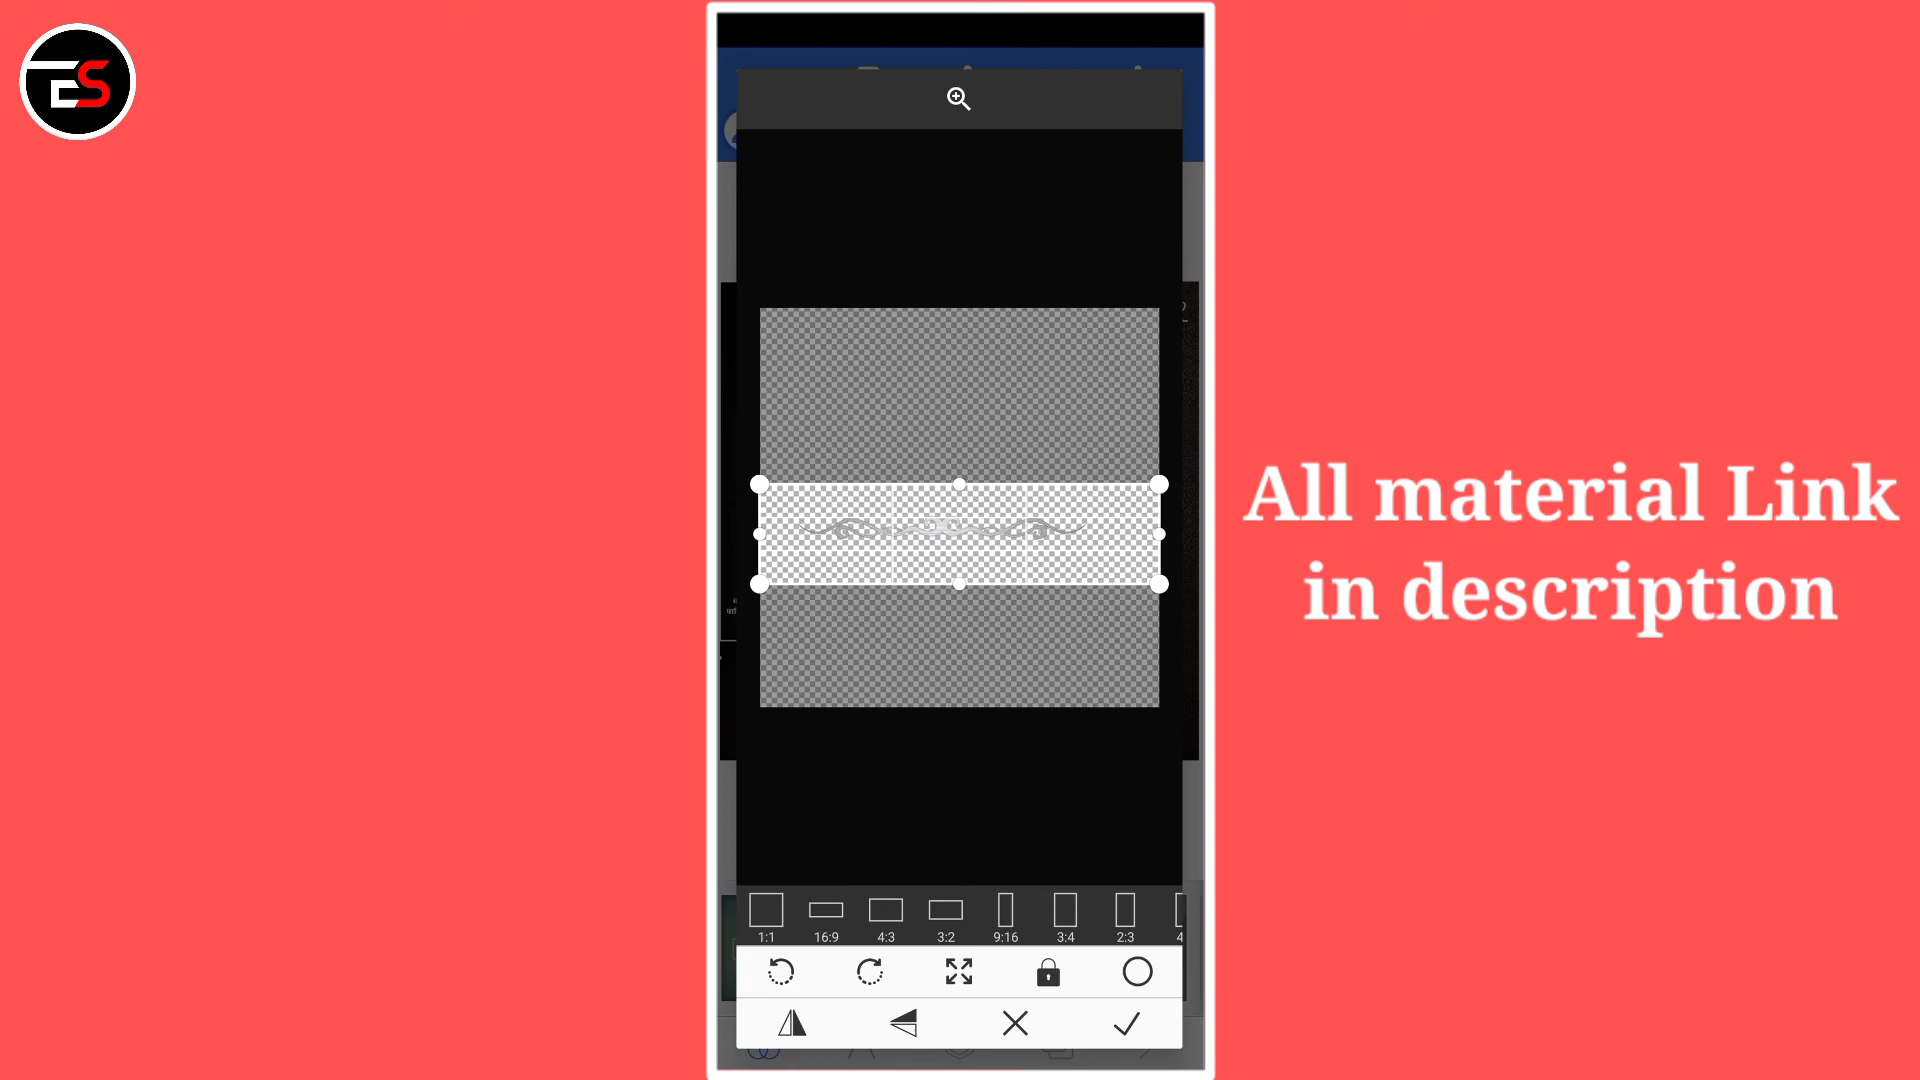 ES
All material Link
in description
1:1 16:9 4:3 3:2 9:16 3:4 2:3